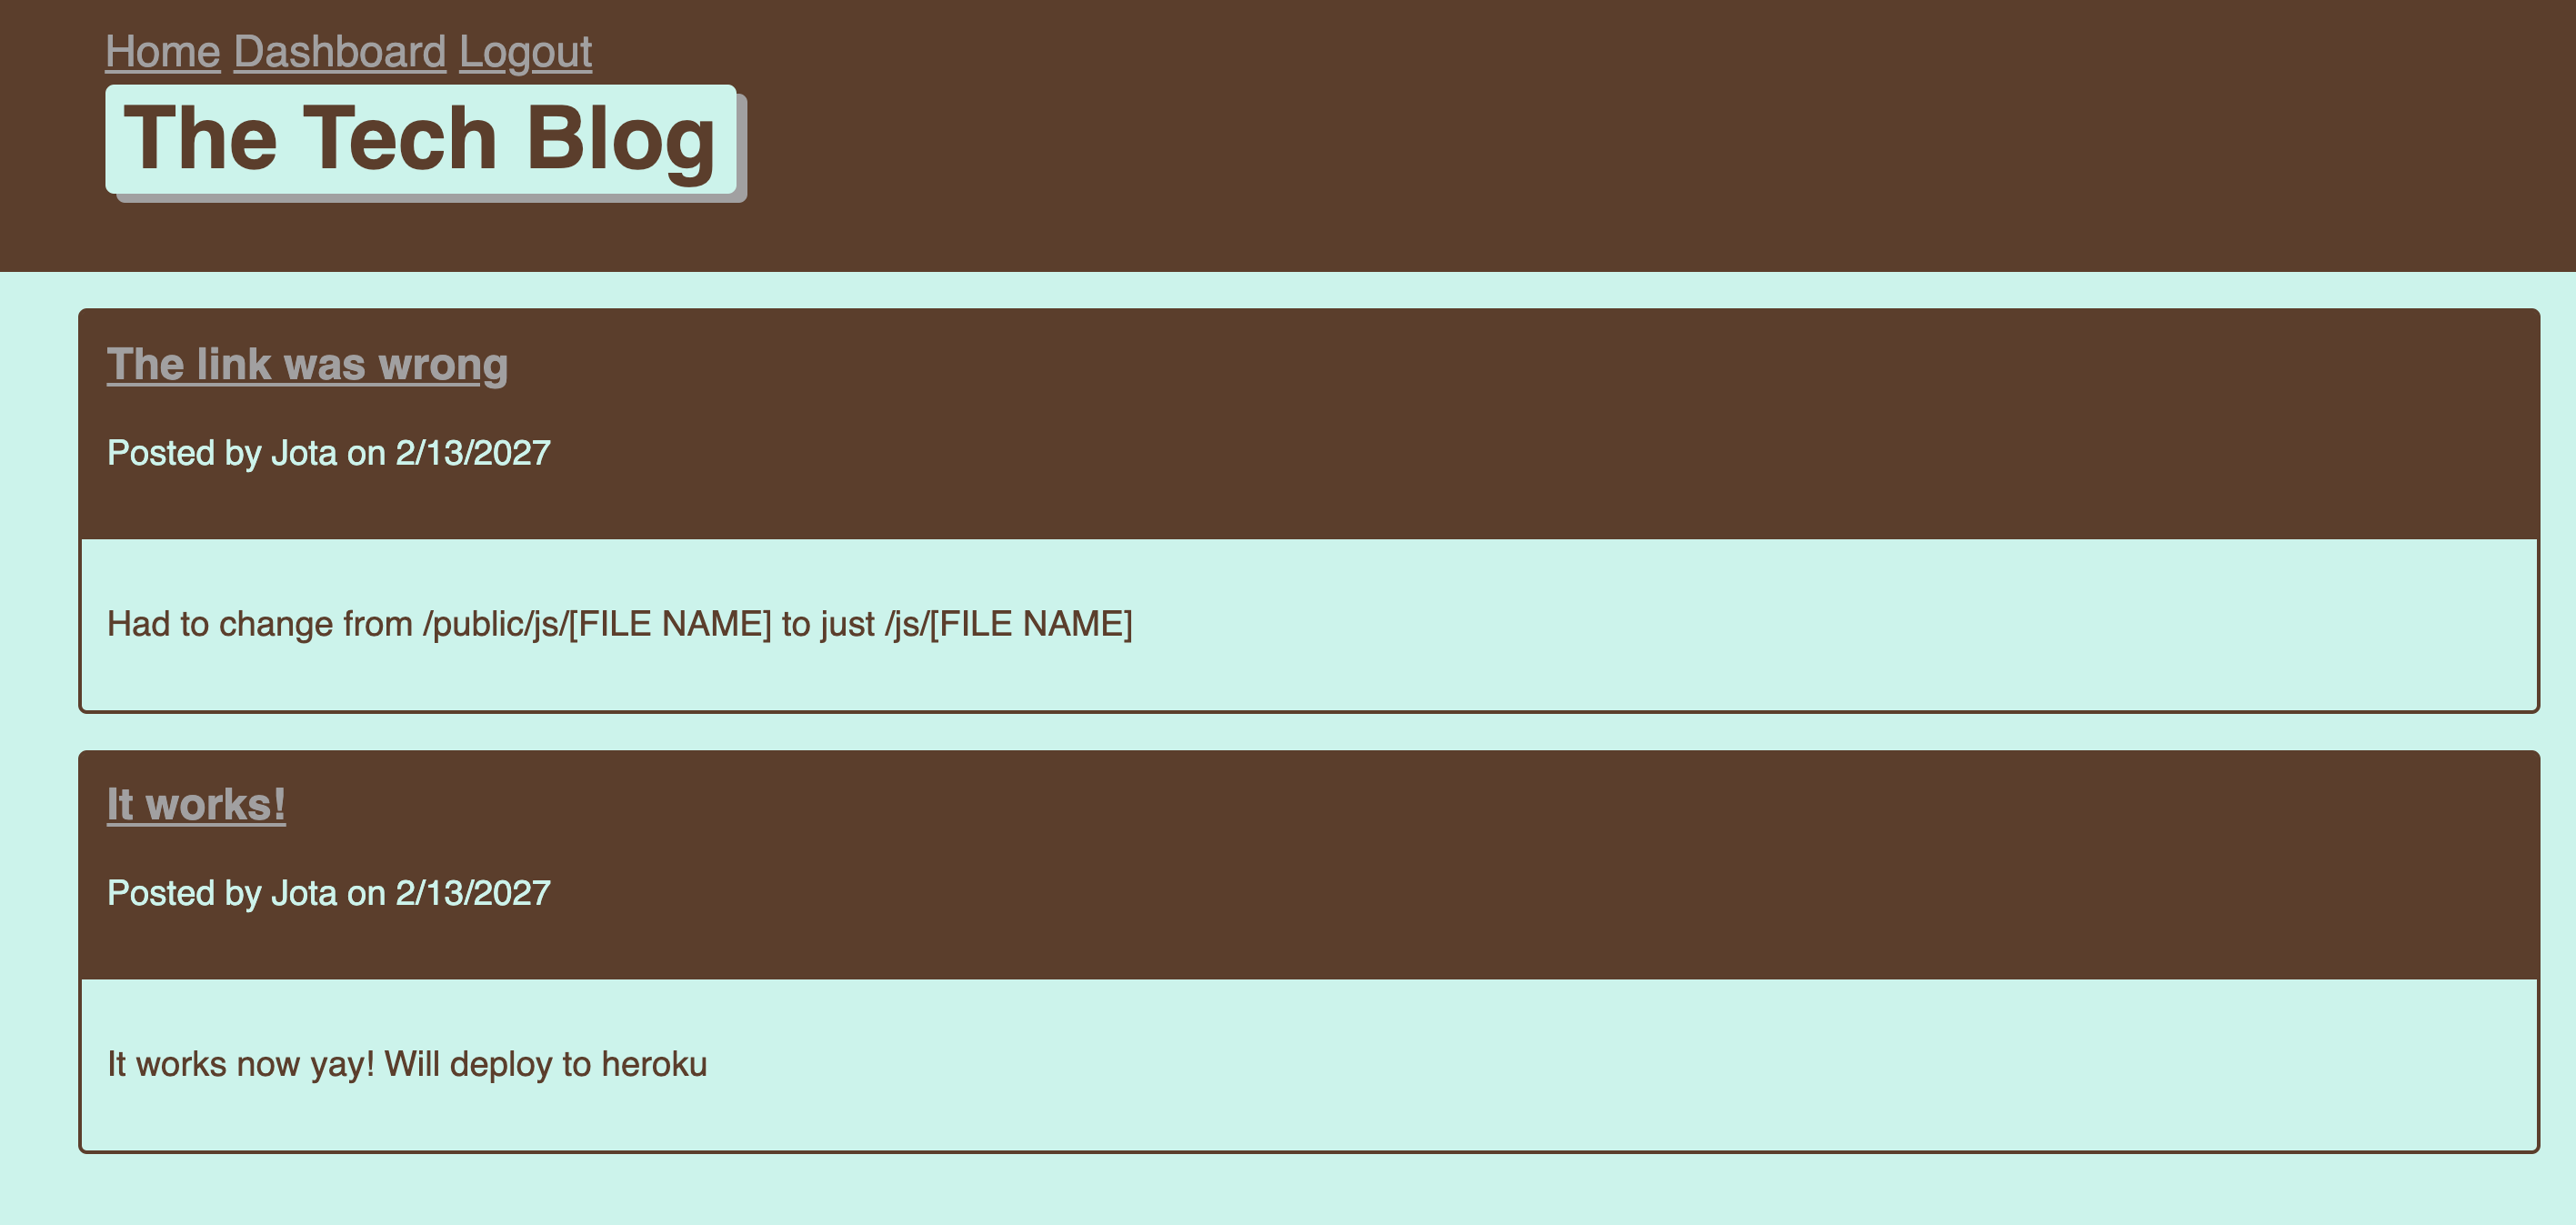 Home Dashboard Logout
The Tech Blog
The link was wrong
Posted by Jota on 2/13/2027
Had to change from /public/js/[FILE NAME] to just /js/[FILE NAME]
It works!
Posted by Jota on 2/13/2027
It works now yay! Will deploy to heroku